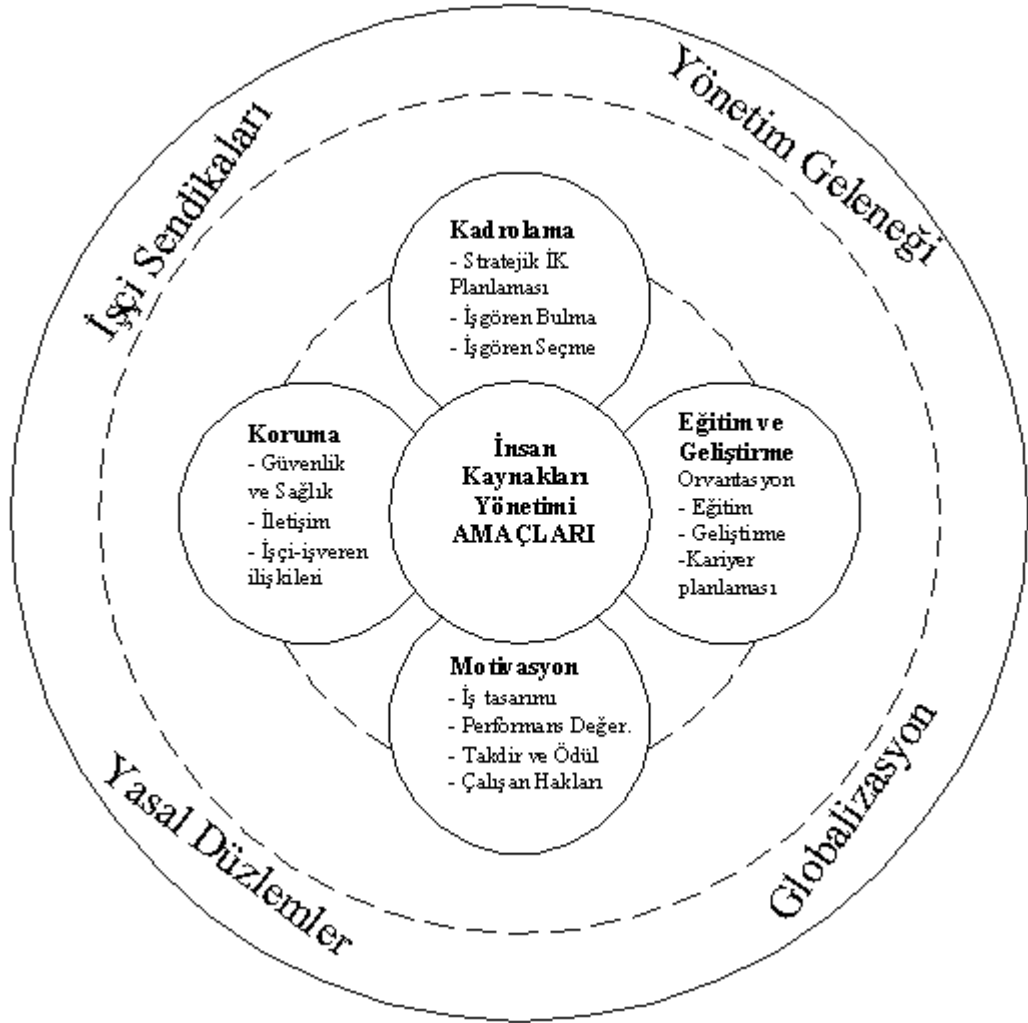 İşçi Sendikaları
Yönetim Geleneği
Kadrolama
- Stratejik İK
Planlaması
- İşgören Bulma
- İşgören Seçme
Koruma
- Güvenlik
ve Sağlık
- İletişim
- İşçi-işveren
ilişkileri
İnsan
Kaynakları
Yönetimi
AMAÇLARI
Eğitim ve
Geliştirme
Orvantasyon
- Eğitim
- Geliştirme
-Kariyer
planlaması
Motivasyon
- İş tasarımı
- Performans Değer.
- Takdir ve Ödül
- Çalışan Hakları
Yasal Düzlemler
Globalizasyon